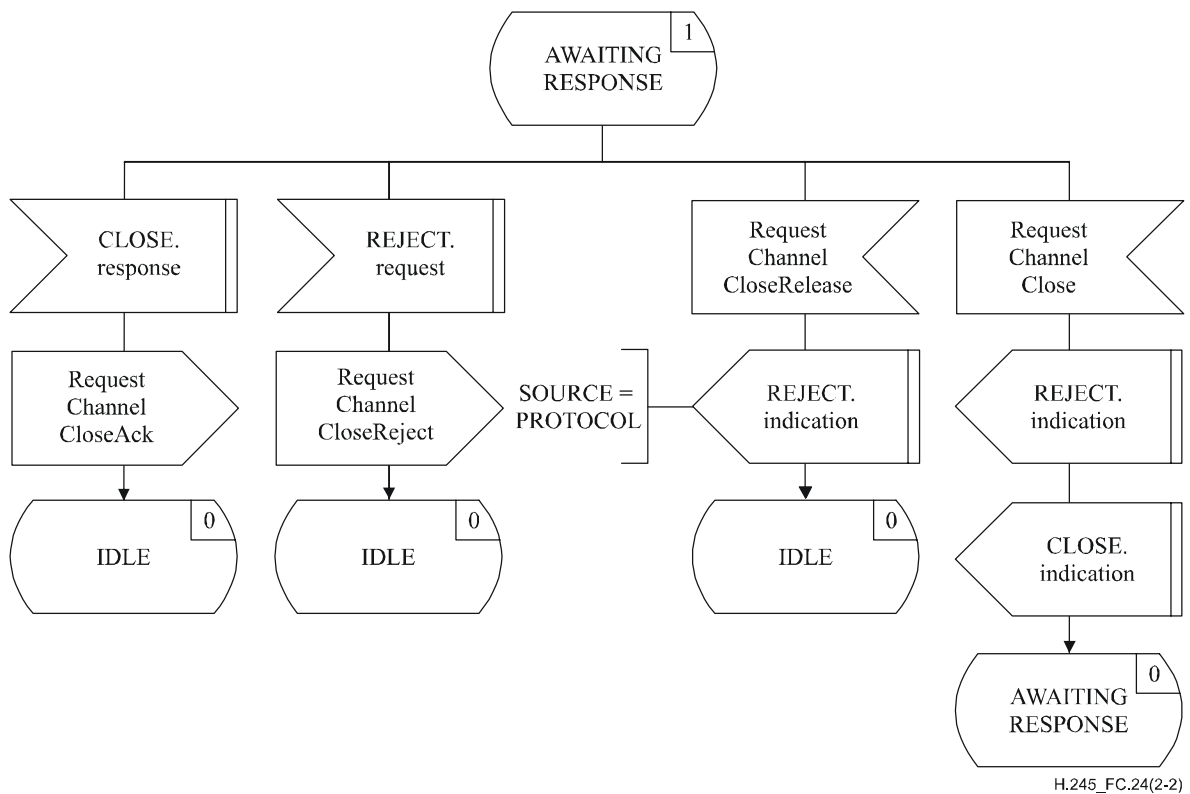 1
AWAITING
RESPONSE
CLOSE.
response
REJECT.
request
Request
Channel
CloseRelease
Request
Channel
Close
Request
Channel
CloseAck
Request
Channel
CloseReject
SOURCE =
PROTOCOL
REJECT.
indication
REJECT.
indication
0
IDLE
0
IDLE
0
IDLE
CLOSE.
indication
0
AWAITING
RESPONSE
H.245_FC.24(2-2)